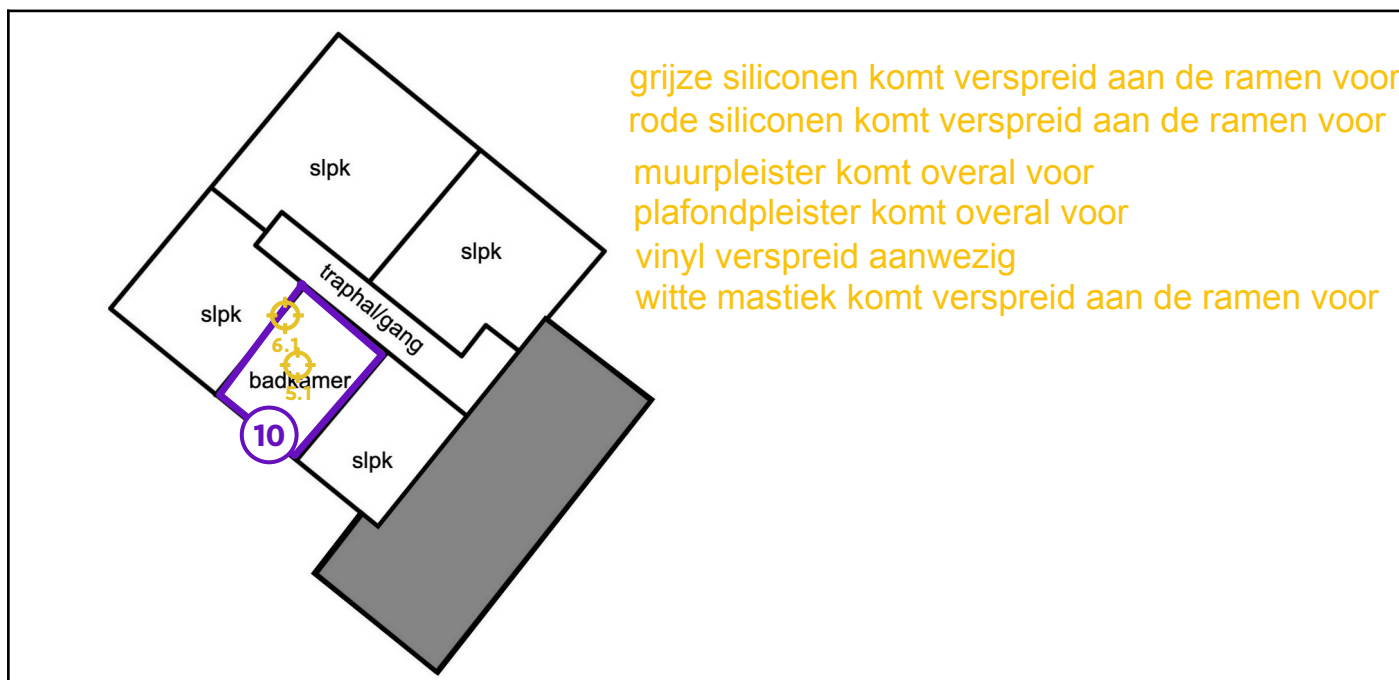 grijze siliconen komt verspreid aan de ramen voor
rode siliconen komt verspreid aan de ramen voor
muurpleister komt overal voor
plafondpleister komt overal voor
vinyl verspreid aanwezig
witte mastiek komt verspreid aan de ramen voor
slpk
slpk
traphal/gang
slpk
6.1
badkamer
5.1
10
slpk